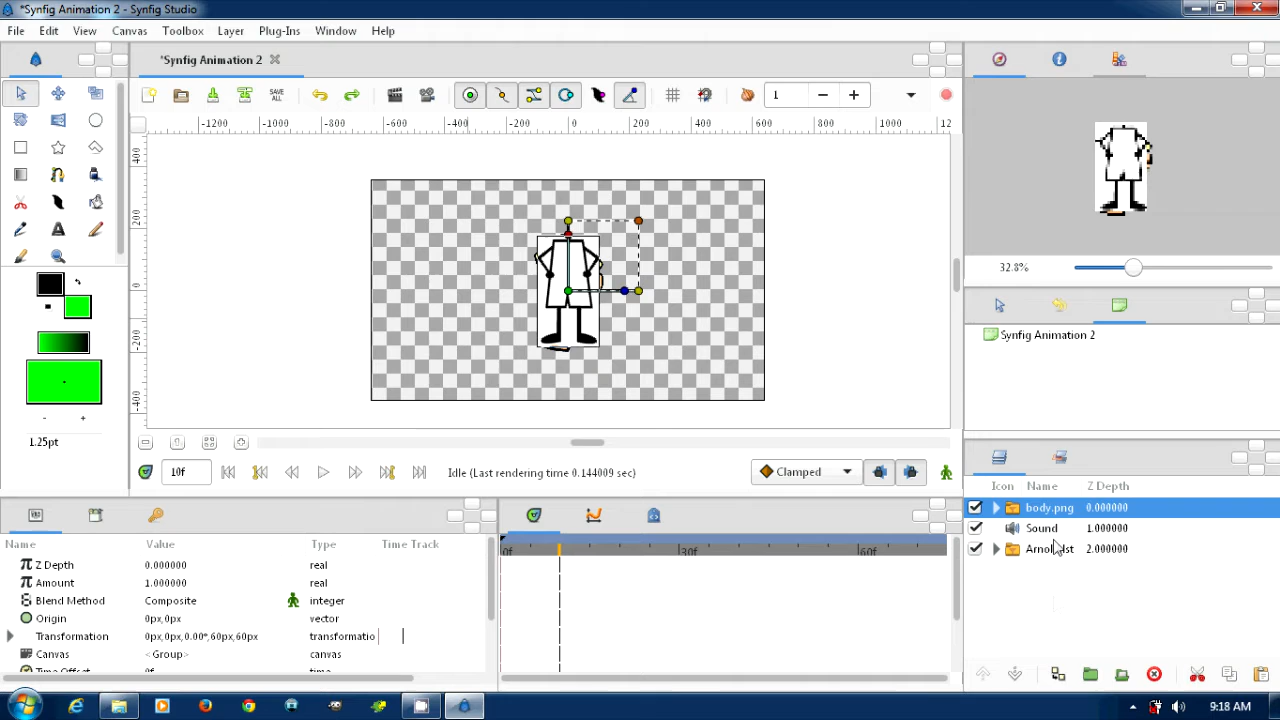 *Synfig Animation 2 - Synfig Studio
File Edit View Canvas Toolbox Layer Plug-Ins Window Help
*Synfig Animation 2
SAVE ALL
1
-1200 -1000 -800 -600 -400 -200 0 200 400 600 800 1000 12
400
200
0
-200
-400
32.8%
Synfig Animation 2
1.25pt
10f
Idle (Last rendering time 0.144009 sec)
Clamped
Icon Name Z Depth
body.png 0.000000
Sound 1.000000
2.000000
Name Value Type Time Track
0f 30f 60f
Z Depth 0.000000 real
Amount 1.000000 real
Blend Method Composite integer
Origin 0px,0px vector
Transformation 0px,0px,0.00°,60px,60px transformatio
Canvas <Group> canvas
Time Offset 0f time
9:18 AM